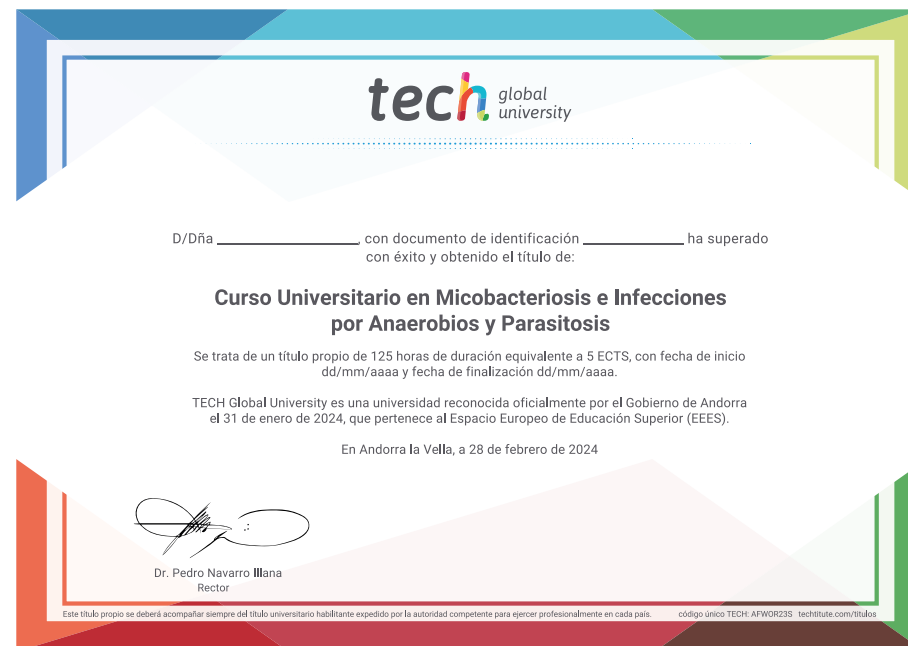 tech global university
D/Dña ______________, con documento de identificación ______________ ha superado
con éxito y obtenido el título de:
Curso Universitario en Micobacteriosis e Infecciones
por Anaerobios y Parasitosis
Se trata de un título propio de 125 horas de duración equivalente a 5 ECTS, con fecha de inicio
dd/mm/aaaa y fecha de finalización dd/mm/aaaa.
TECH Global University es una universidad reconocida oficialmente por el Gobierno de Andorra
el 31 de enero de 2024, que pertenece al Espacio Europeo de Educación Superior (EEES).
En Andorra la Vella, a 28 de febrero de 2024
Dr. Pedro Navarro Illana
Rector
Este título propio se deberá acompañar siempre del título universitario habilitante expedido por la autoridad competente para ejercer profesionalmente en cada país. código único TECH: AFWOR23S techtitute.com/titulos